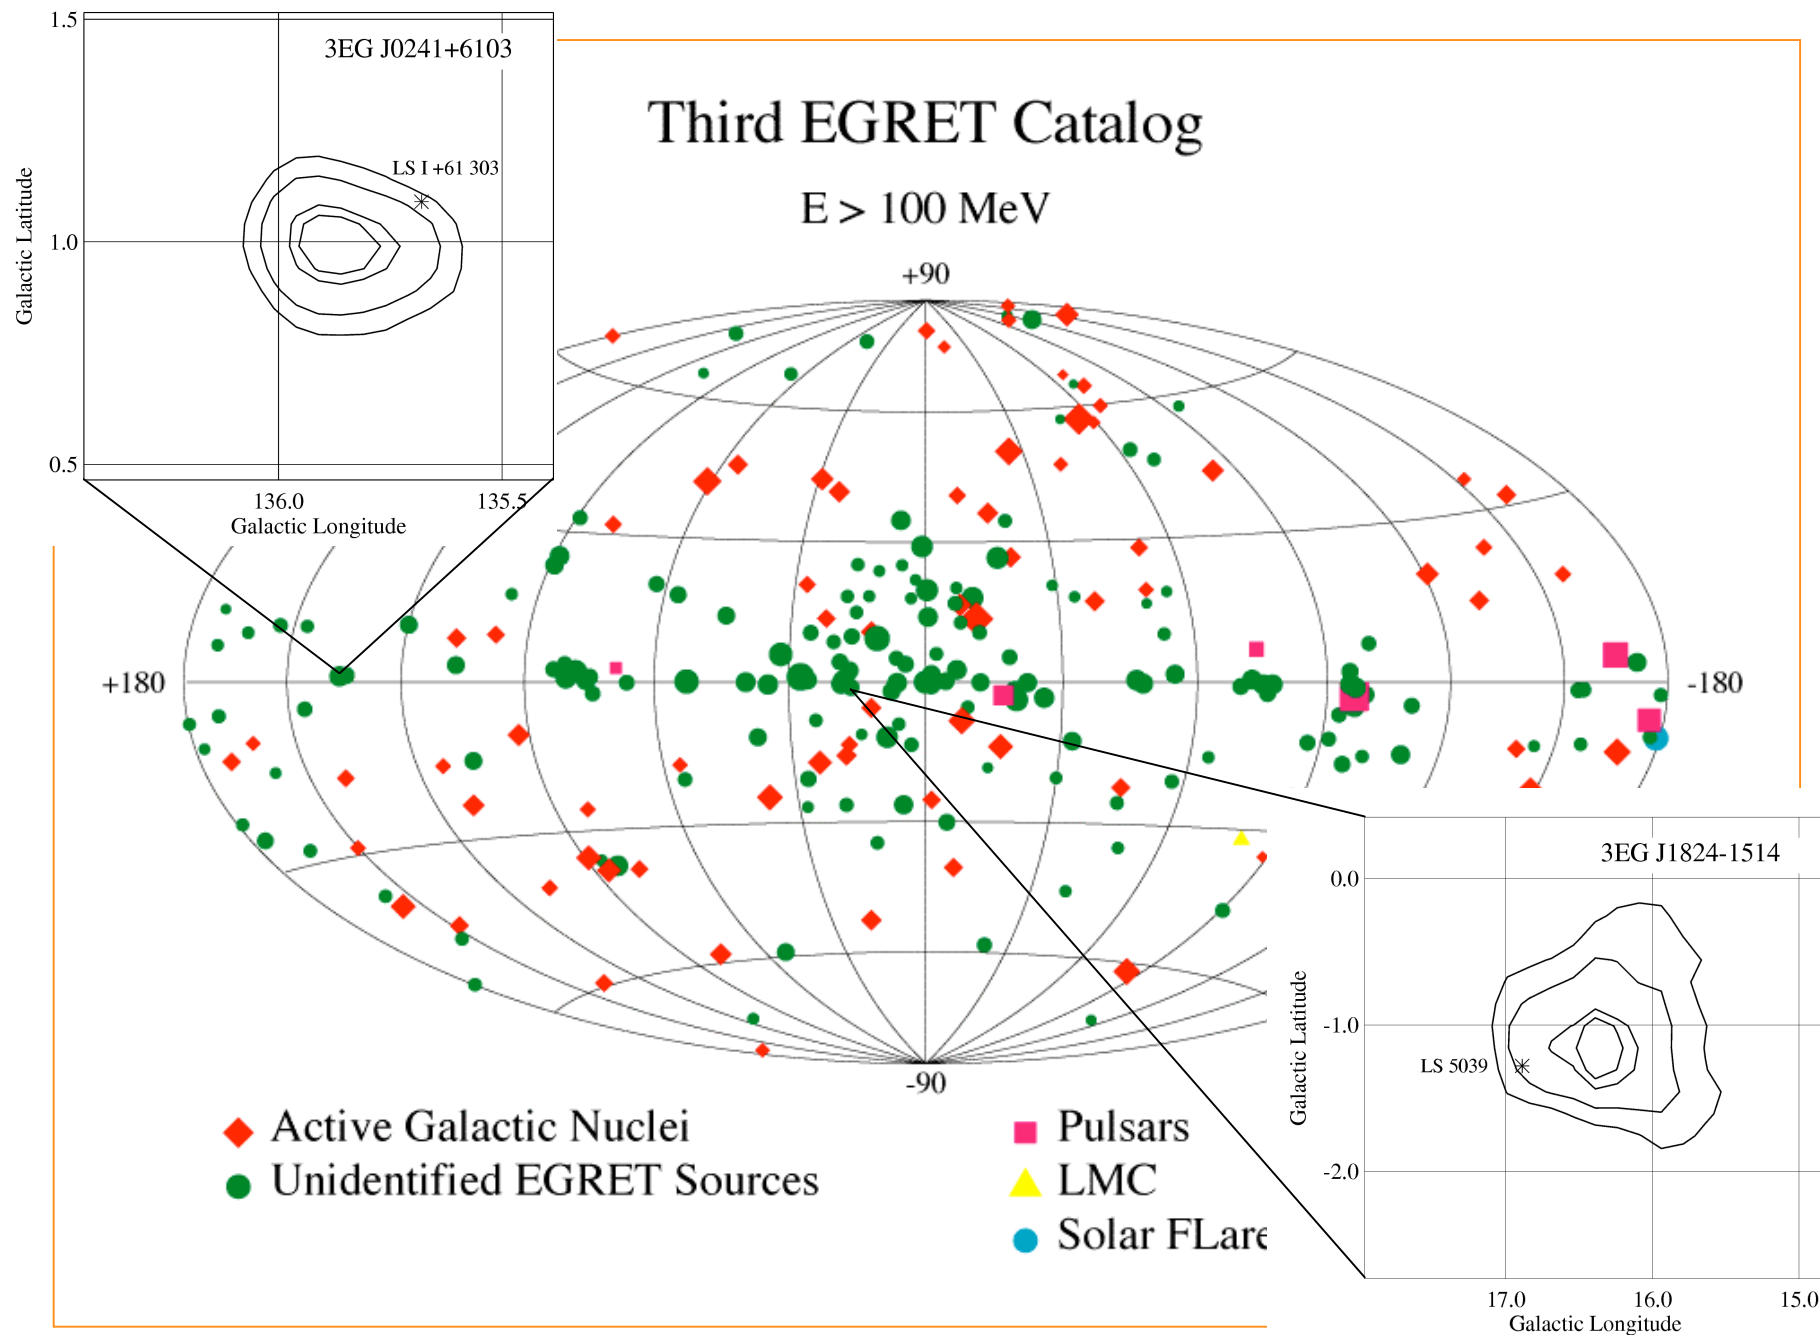 1.5
3EG J0241+6103
LS I +61 303
1.0
0.5
136.0
135.5
Galactic Longitude
Galactic Latitude
Third EGRET Catalog
E > 100 MeV
+90
+180
-180
-90
Active Galactic Nuclei
Unidentified EGRET Sources
Pulsars
LMC
Solar FLare
3EG J1824-1514
0.0
-1.0
LS 5039
-2.0
17.0
16.0
15.0
Galactic Longitude
Galactic Latitude